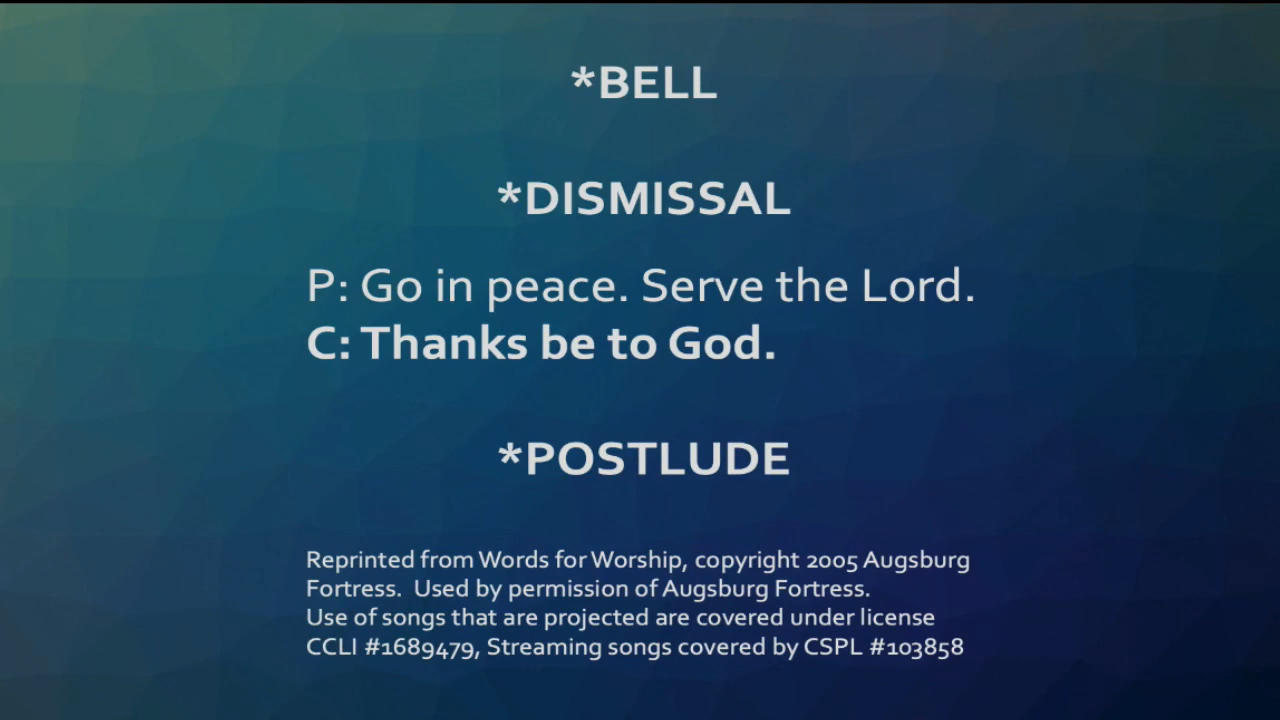 *BELL
*DISMISSAL
P: Go in peace. Serve the Lord.
C: Thanks be to God.
*POSTLUDE
Reprinted from Words for Worship, copyright 2005 Augsburg
Fortress.  Used by permission of Augsburg Fortress.
Use of songs that are projected are covered under license
CCLI #1689479, Streaming songs covered by CSPL #103858